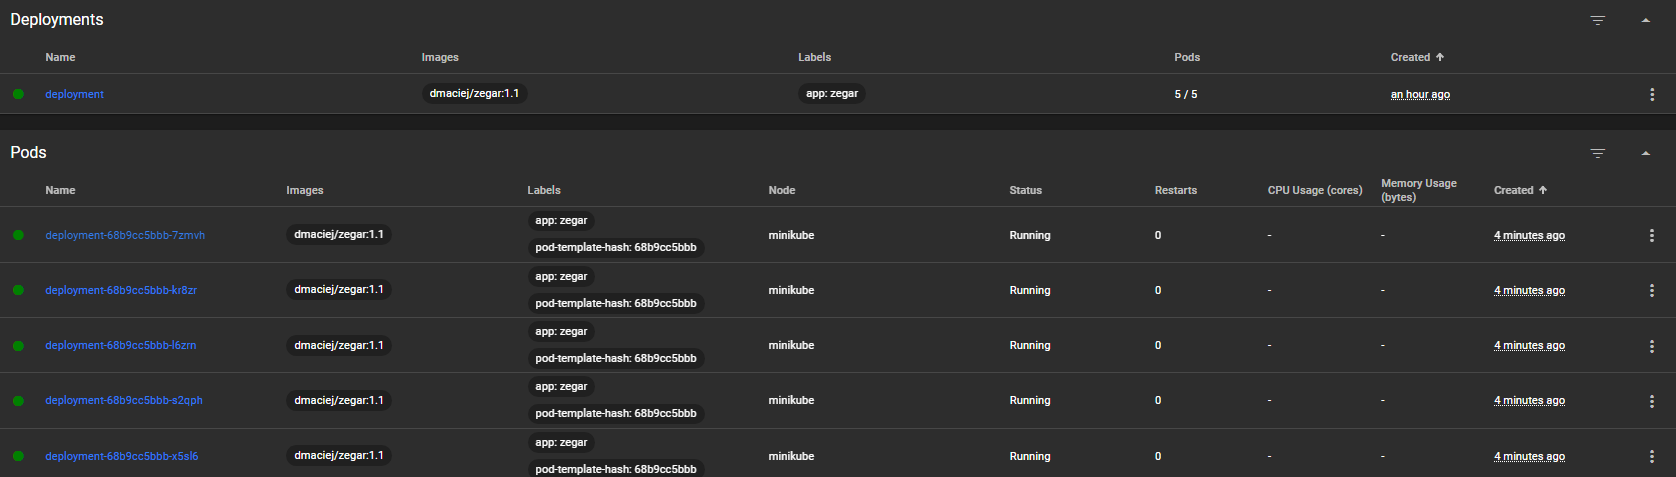 Deployments
Name Images Labels Pods Created
deployment dmaciej/zegar:1.1 app: zegar 5 / 5 an hour ago
Pods
Name Images Labels Node Status Restarts CPU Usage (cores) Memory Usage (bytes) Created
deployment-68b9cc5bbb-7zmvh dmaciej/zegar:1.1 app: zegar pod-template-hash: 68b9cc5bbb minikube Running 0 - - 4 minutes ago
deployment-68b9cc5bbb-kr8zr dmaciej/zegar:1.1 app: zegar pod-template-hash: 68b9cc5bbb minikube Running 0 - - 4 minutes ago
deployment-68b9cc5bbb-l6zrn dmaciej/zegar:1.1 app: zegar pod-template-hash: 68b9cc5bbb minikube Running 0 - - 4 minutes ago
deployment-68b9cc5bbb-s2qph dmaciej/zegar:1.1 app: zegar pod-template-hash: 68b9cc5bbb minikube Running 0 - - 4 minutes ago
deployment-68b9cc5bbb-x5sl6 dmaciej/zegar:1.1 app: zegar pod-template-hash: 68b9cc5bbb minikube Running 0 - - 4 minutes ago